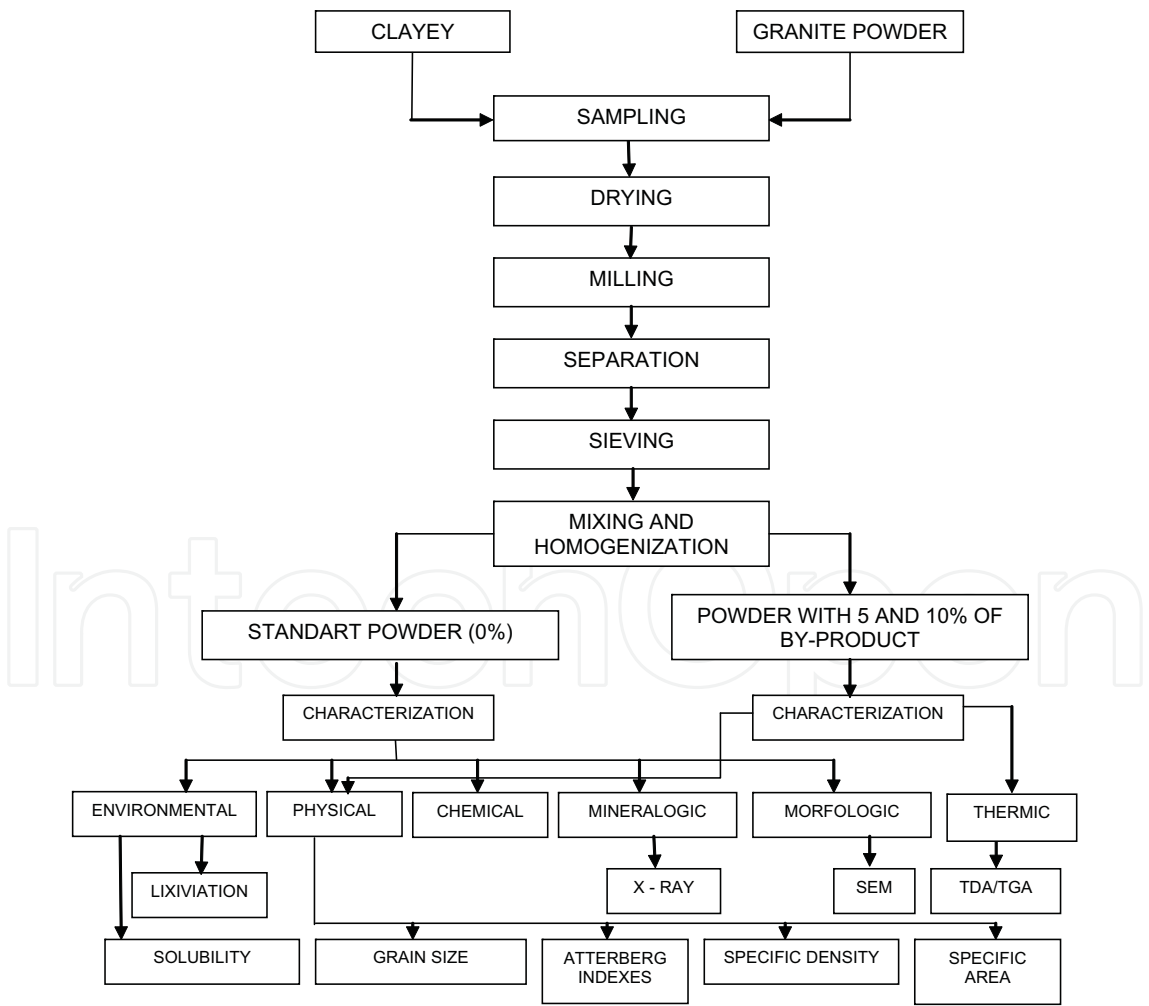 CLAYEY
GRANITE POWDER
SAMPLING
DRYING
MILLING
SEPARATION
SIEVING
MIXING AND
HOMOGENIZATION
IntechOpen
STANDART POWDER (0%)
POWDER WITH 5 AND 10% OF
BY-PRODUCT
CHARACTERIZATION
CHARACTERIZATION
ENVIRONMENTAL
PHYSICAL
CHEMICAL
MINERALOGIC
MORFOLOGIC
THERMIC
LIXIVIATION
X - RAY
SEM
TDA/TGA
SOLUBILITY
GRAIN SIZE
ATTERBERG
INDEXES
SPECIFIC DENSITY
SPECIFIC
AREA